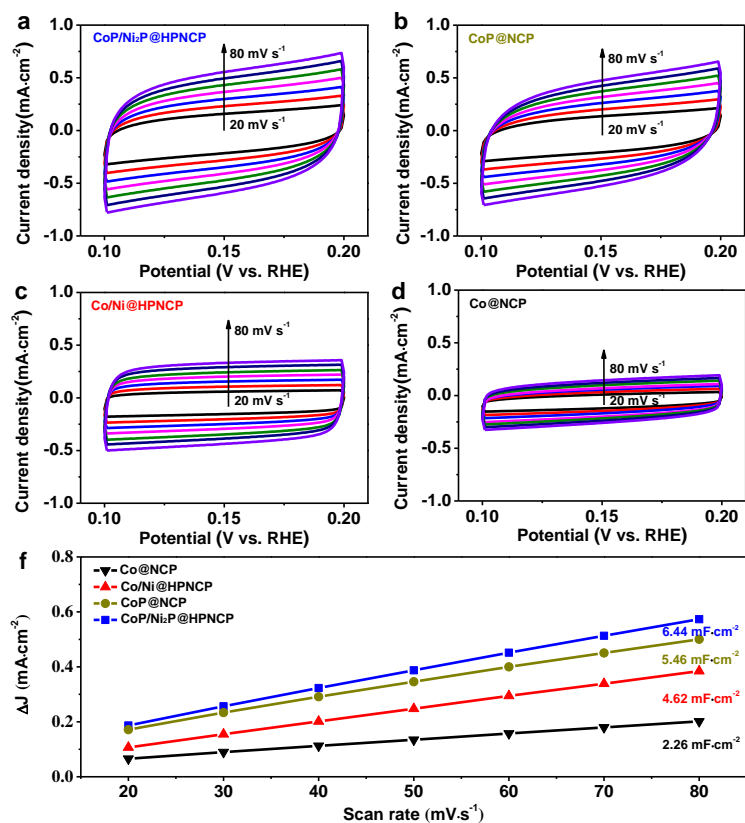 a
CoP/Ni₂P@HPNCP
80 mV s⁻¹
20 mV s⁻¹
1.0
0.5
0.0
-0.5
-1.0
Current density(mA·cm⁻²)
0.10
0.15
0.20
Potential (V vs. RHE)
b
CoP@NCP
80 mV s⁻¹
20 mV s⁻¹
1.0
0.5
0.0
-0.5
-1.0
Current density(mA·cm⁻²)
0.10
0.15
0.20
Potential (V vs. RHE)
c
Co/Ni@HPNCP
80 mV s⁻¹
20 mV s⁻¹
1.0
0.5
0.0
-0.5
-1.0
Current density(mA·cm⁻²)
0.10
0.15
0.20
Potential (V vs. RHE)
d
Co@NCP
80 mV s⁻¹
20 mV s⁻¹
1.0
0.5
0.0
-0.5
-1.0
Current density(mA·cm⁻²)
0.10
0.15
0.20
Potential (V vs. RHE)
f
Co@NCP
Co/Ni@HPNCP
CoP@NCP
CoP/Ni₂P@HPNCP
6.44 mF·cm⁻²
5.46 mF·cm⁻²
4.62 mF·cm⁻²
2.26 mF·cm⁻²
0.8
0.6
0.4
0.2
0.0
ΔJ (mA·cm⁻²)
20
30
40
50
60
70
80
Scan rate (mV·s⁻¹)